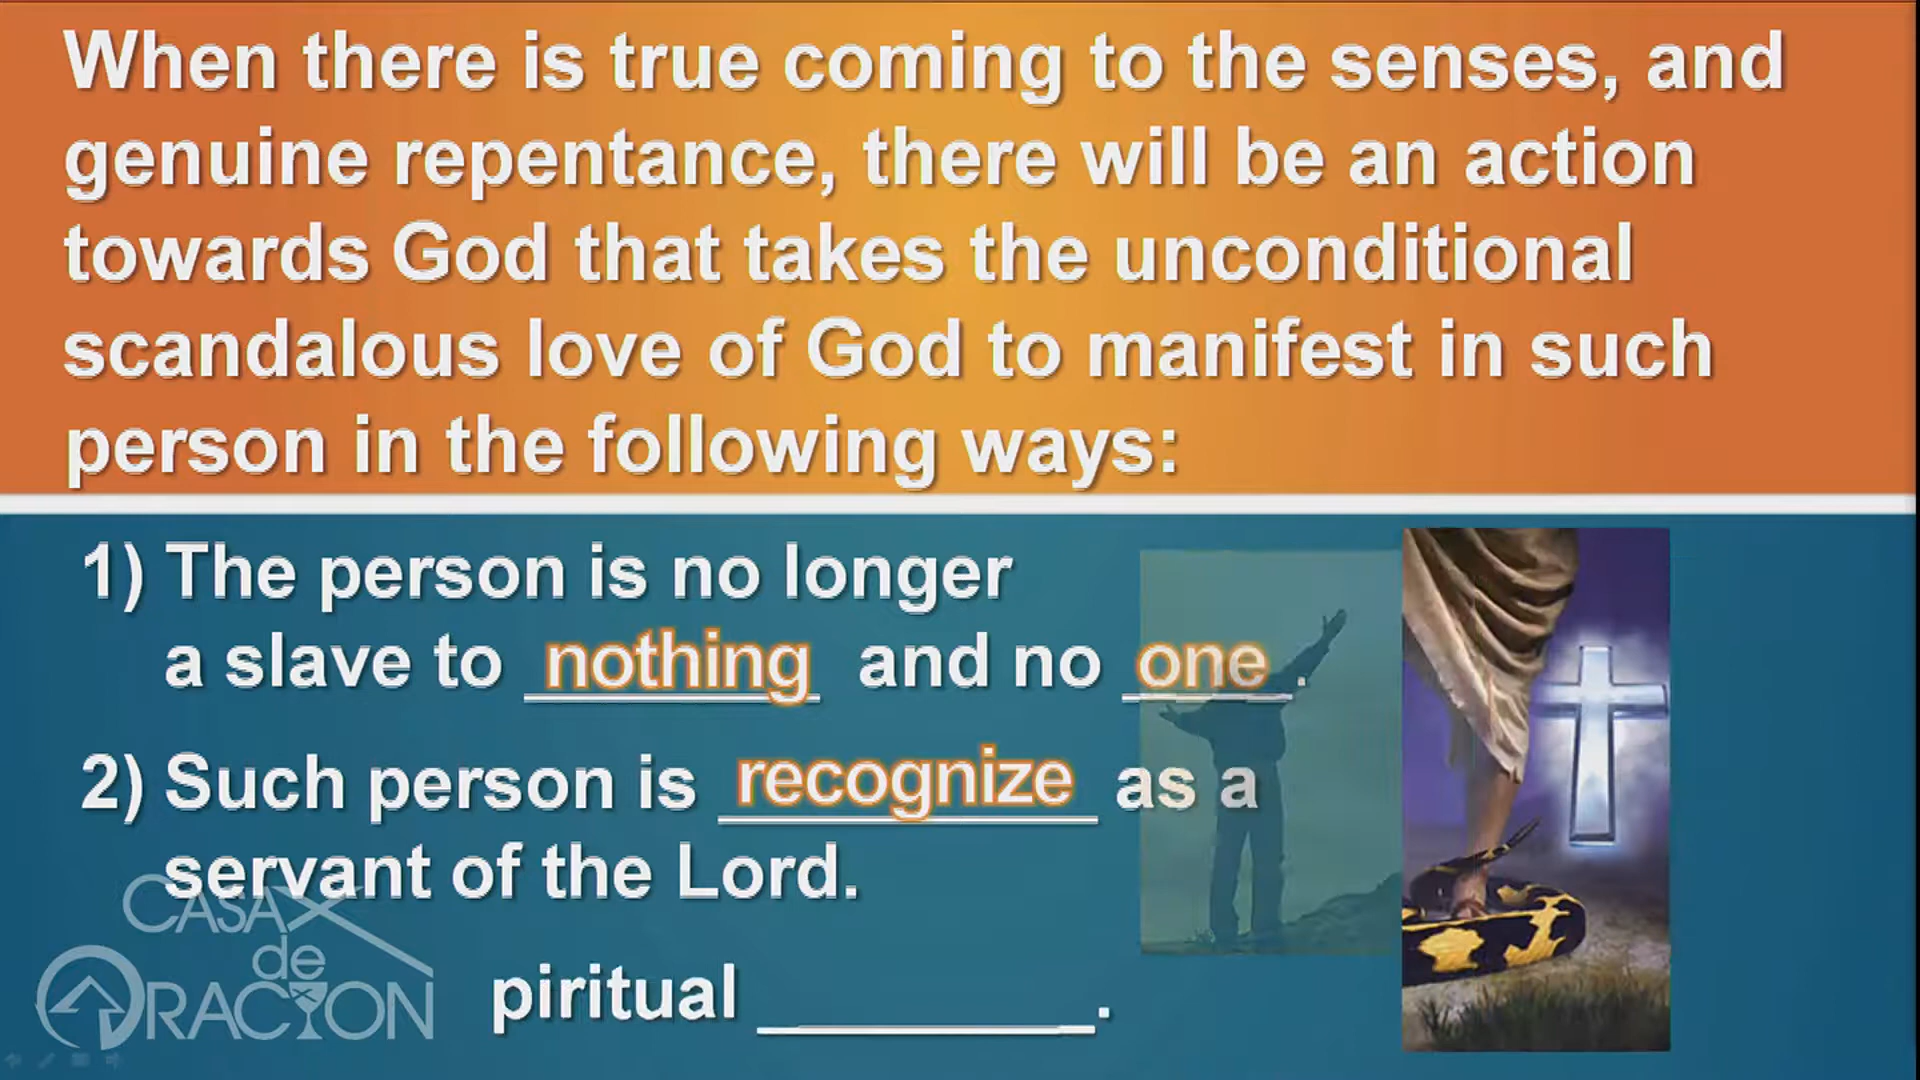 When there is true coming to the senses, and
genuine repentance, there will be an action
towards God that takes the unconditional
scandalous love of God to manifest in such
person in the following ways:
1) The person is no longer
a slave to nothing and no one.
2) Such person is recognize as a
servant of the Lord.
piritual __________.
CASA
de
ORACION